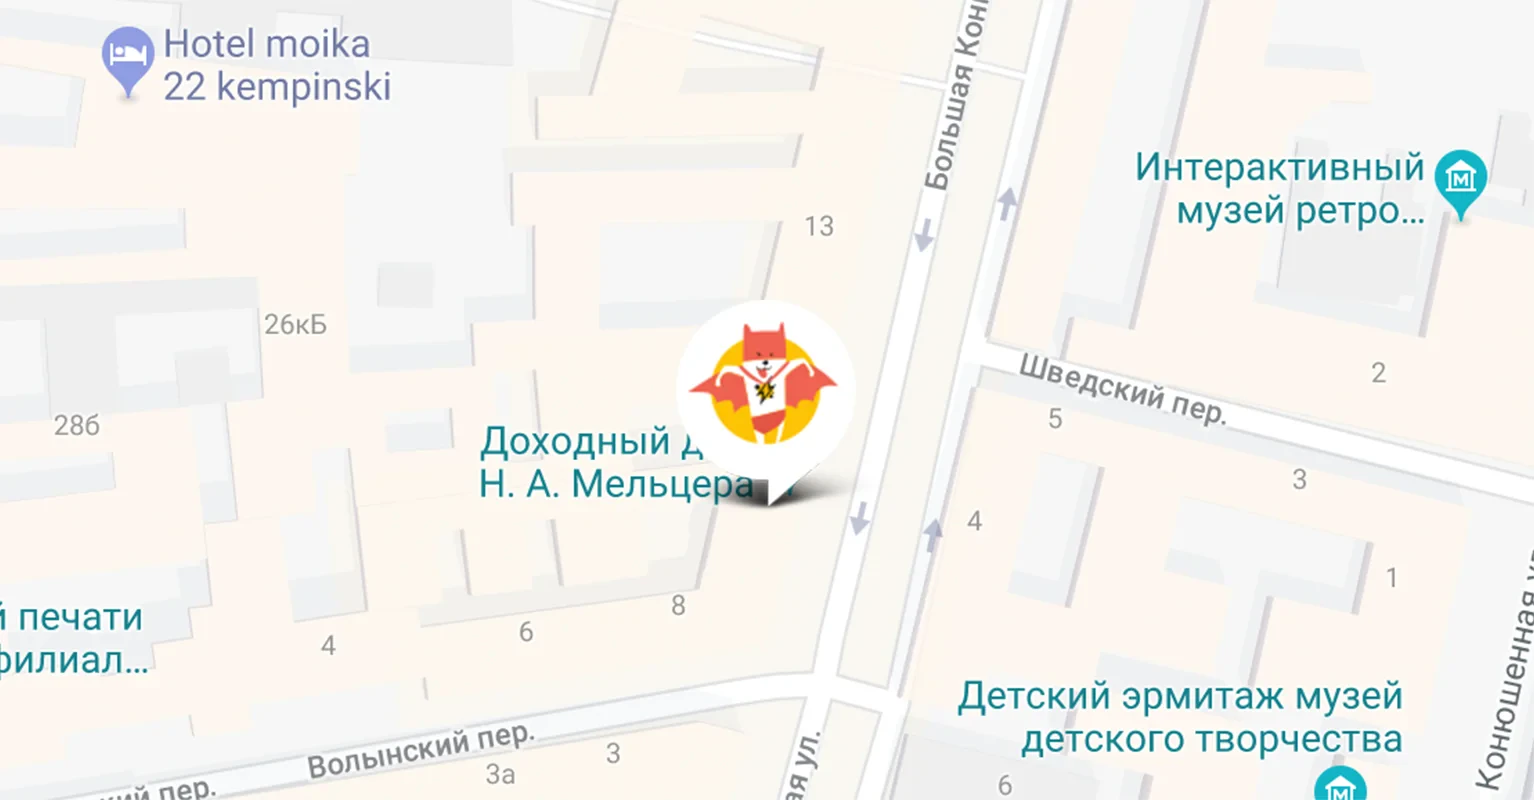 Hotel moika
22 kempinski
Большая Кон
Интерактивный
музей ретро...
13
26кБ
28б
Шведский пер.
2
5
3
Доходный д
Н. А. Мельцера
4
1
й печати
филиал...
8
6
4
Детский эрмитаж музей
детского творчества
Конюшенная у
Волынский пер.
3
3а
ая ул.
ий пер.
6